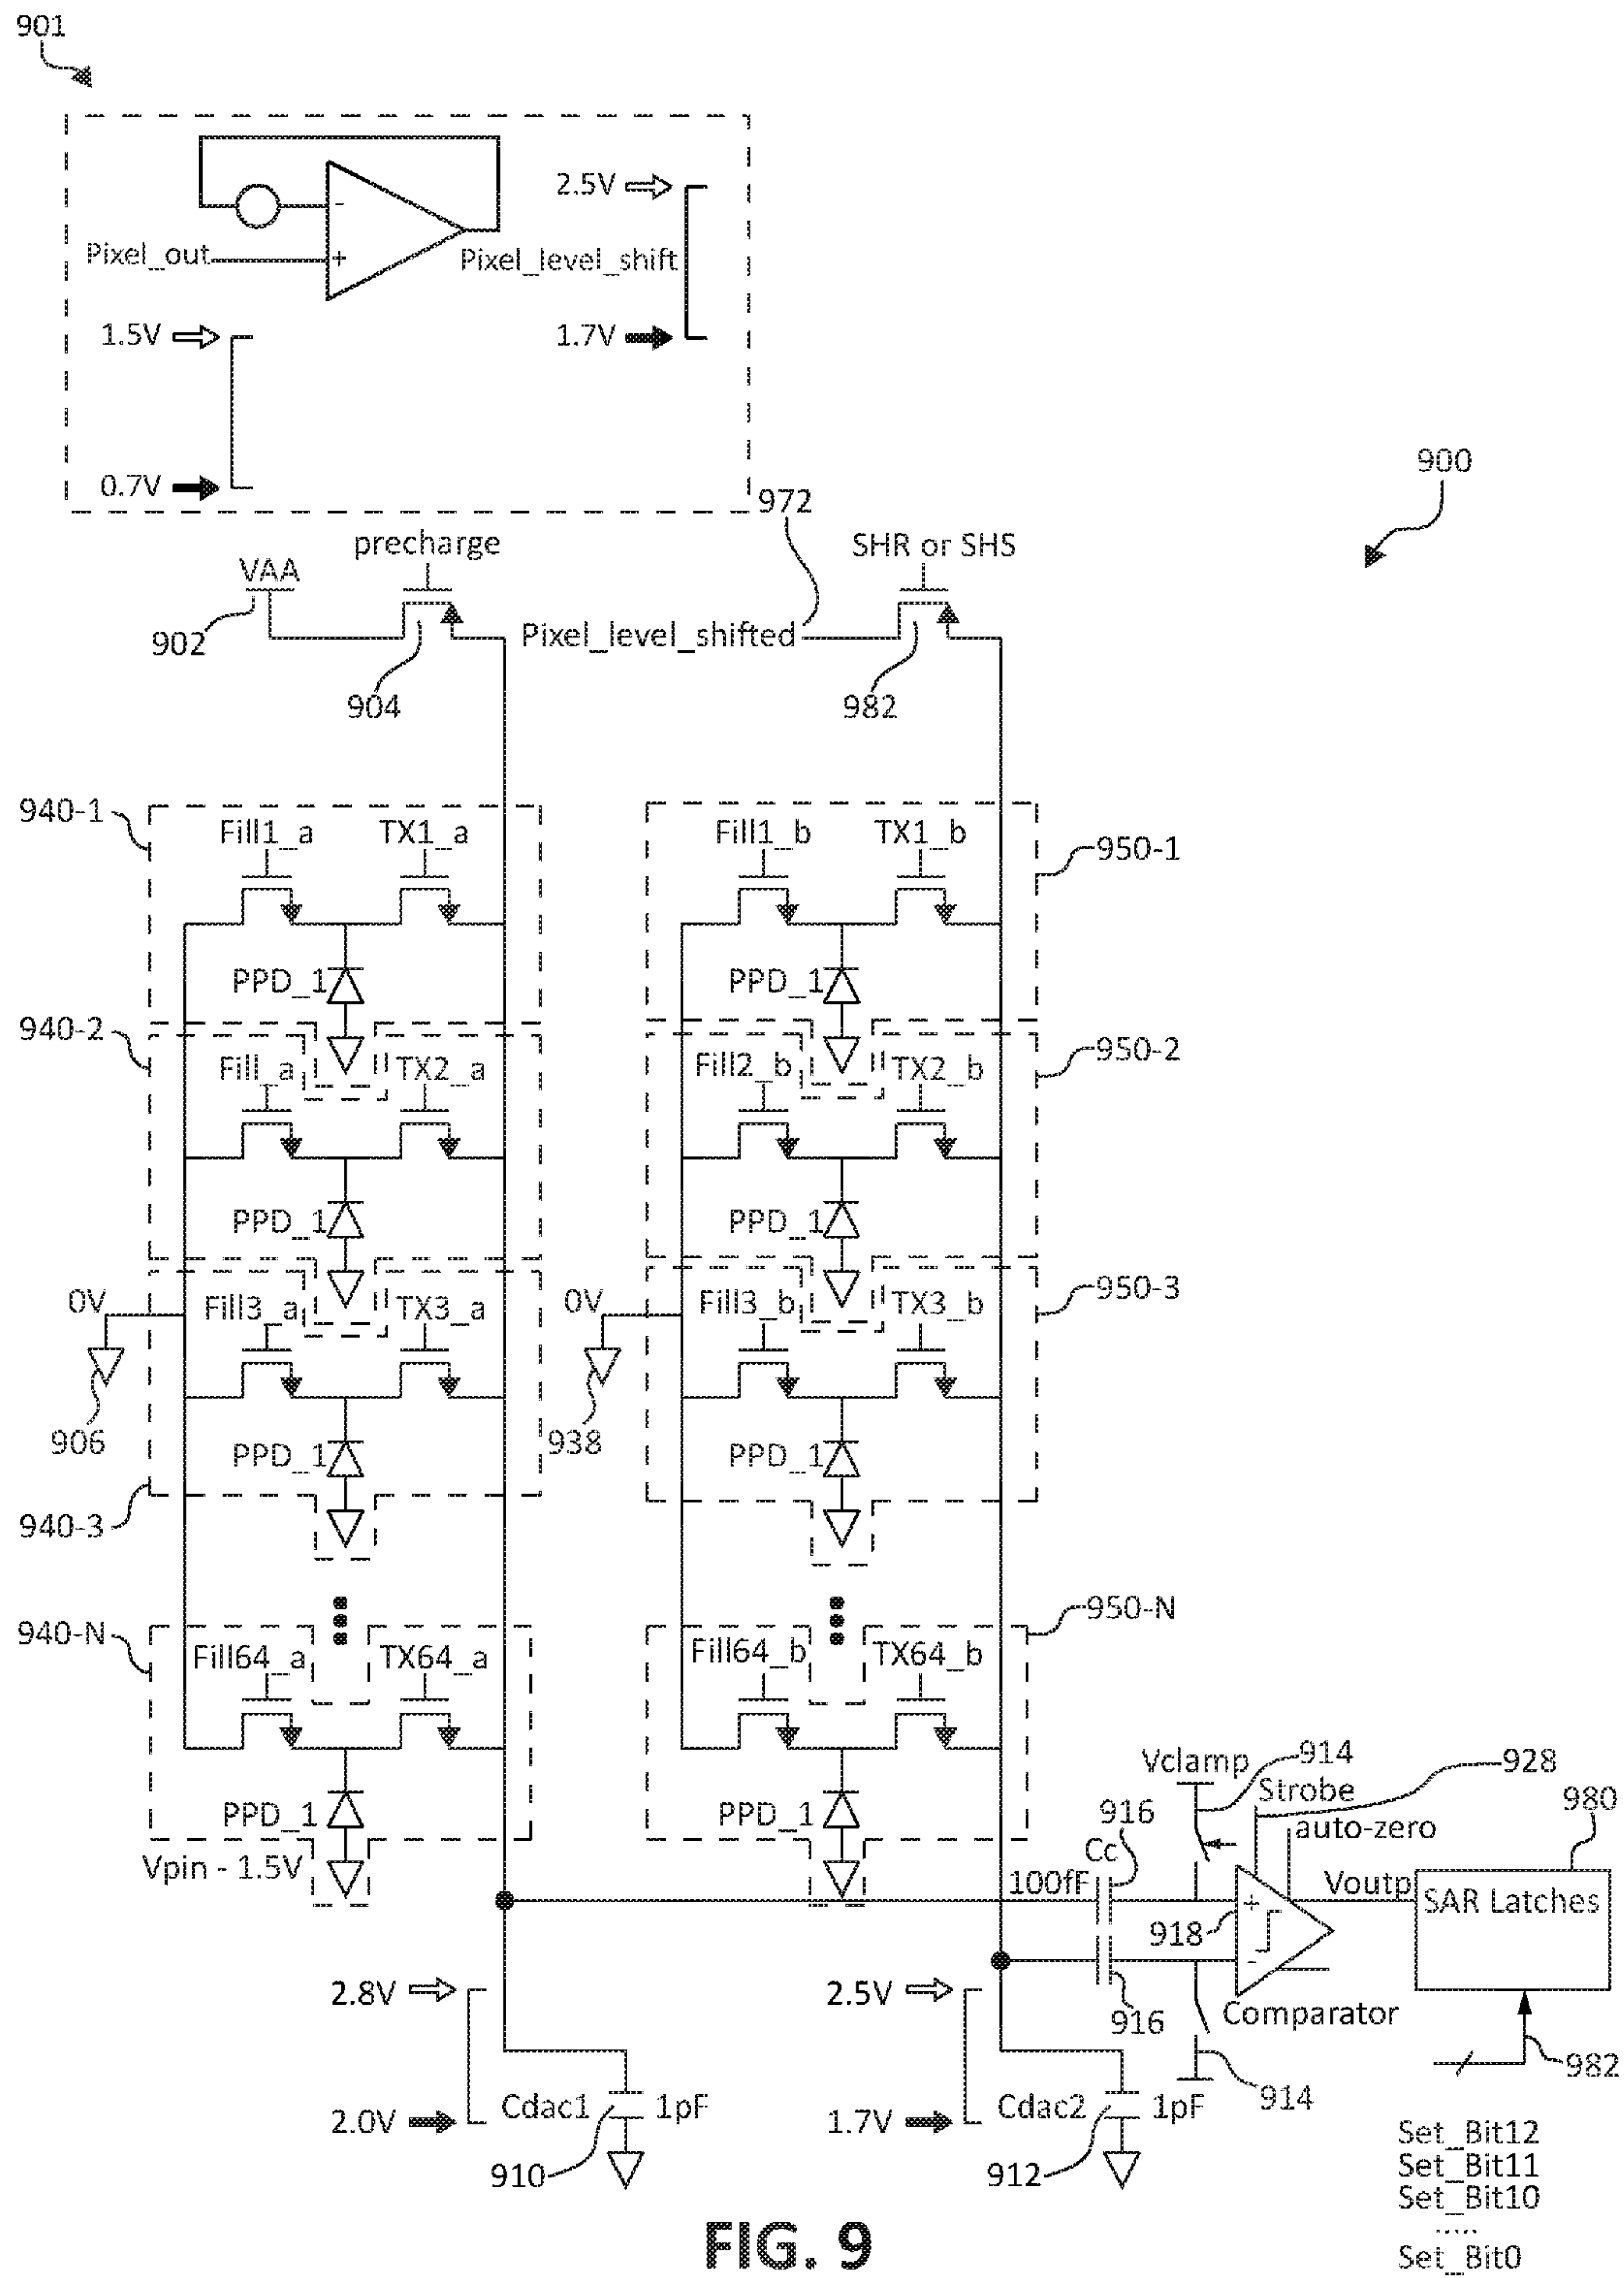 901
2.5V
-
Pixel_out
+
Pixel_level_shift
1.5V
1.7V
0.7V
900
972
precharge
SHR or SHS
VAA
902
Pixel_level_shifted
904
982
940-1
Fill1_a
TX1_a
Fill1_b
TX1_b
950-1
PPD_1
PPD_1
940-2
Fill_a
TX2_a
Fill2_b
TX2_b
950-2
PPD_1
PPD_1
0V
Fill3_a
TX3_a
0V
Fill3_b
TX3_b
950-3
906
PPD_1
938
PPD_1
940-3
950-N
940-N
Fill64_a
TX64_a
Fill64_b
TX64_b
Vclamp
914
928
Strobe
980
PPD_1
PPD_1
916
auto-zero
Vpin - 1.5V
Cc
100fF
Voutp
SAR Latches
918
+
-
2.8V
2.5V
916
Comparator
982
914
2.0V
Cdac1
1pF
1.7V
Cdac2
1pF
910
912
Set_Bit12
Set_Bit11
Set_Bit10
.....
Set_Bit0
FIG. 9